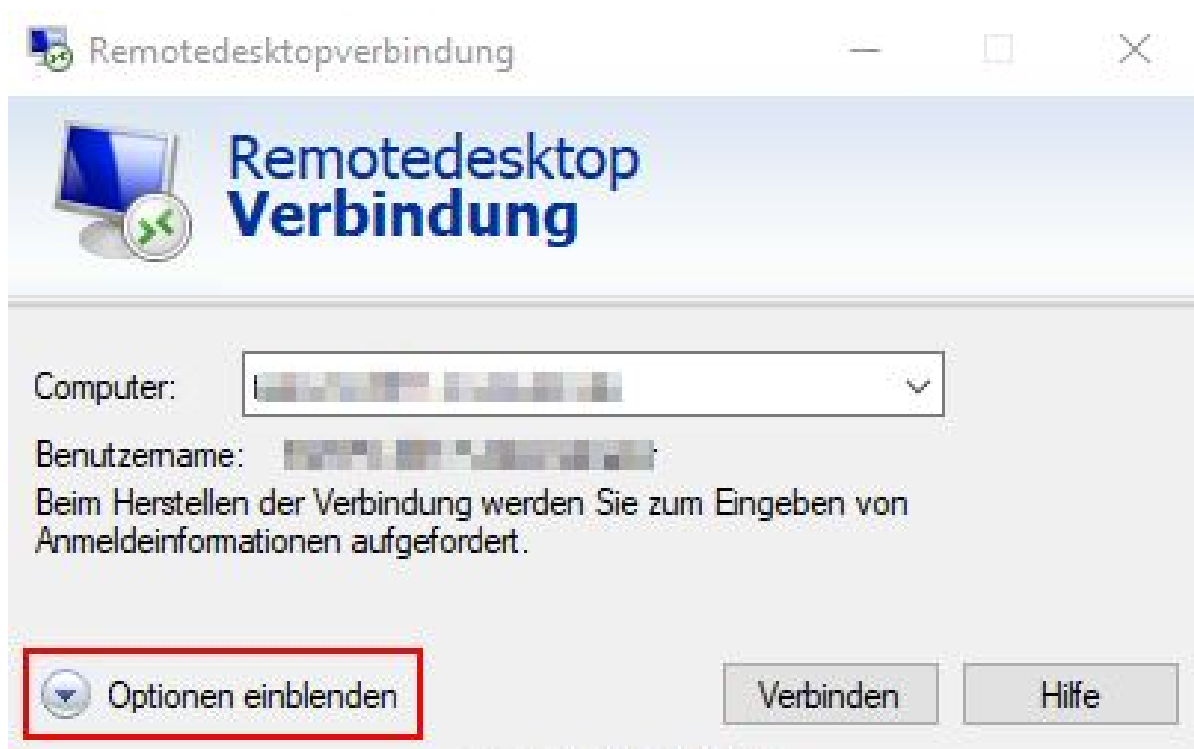 Remotedesktopverbindung
Remotedesktop
Verbindung
Computer:
Benutzername:
Beim Herstellen der Verbindung werden Sie zum Eingeben von
Anmeldeinformationen aufgefordert.
Optionen einblenden Verbinden Hilfe